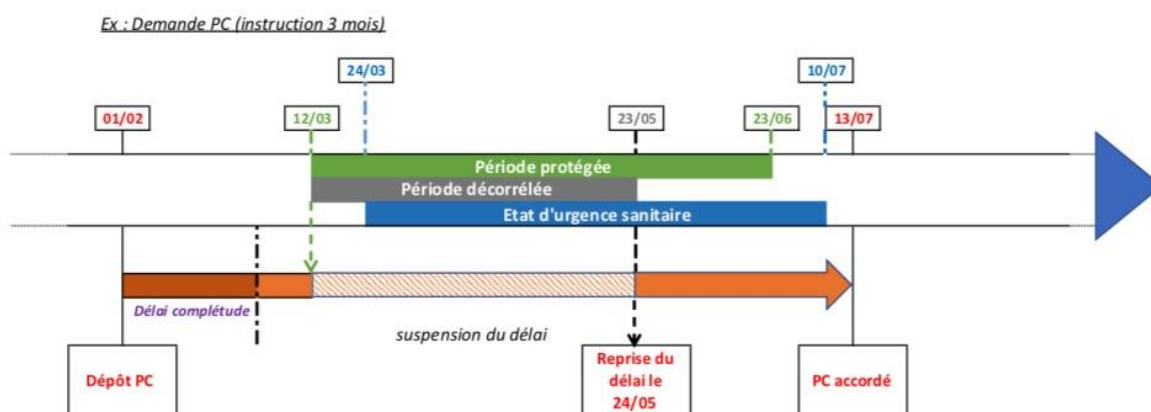 Ex : Demande PC (instruction 3 mois)
24/03
10/07
01/02
12/03
23/05
23/06
13/07
Période protégée
Période décorrélée
Etat d'urgence sanitaire
Délai complétude
suspension du délai
Dépôt PC
Reprise du
délai le
24/05
PC accordé